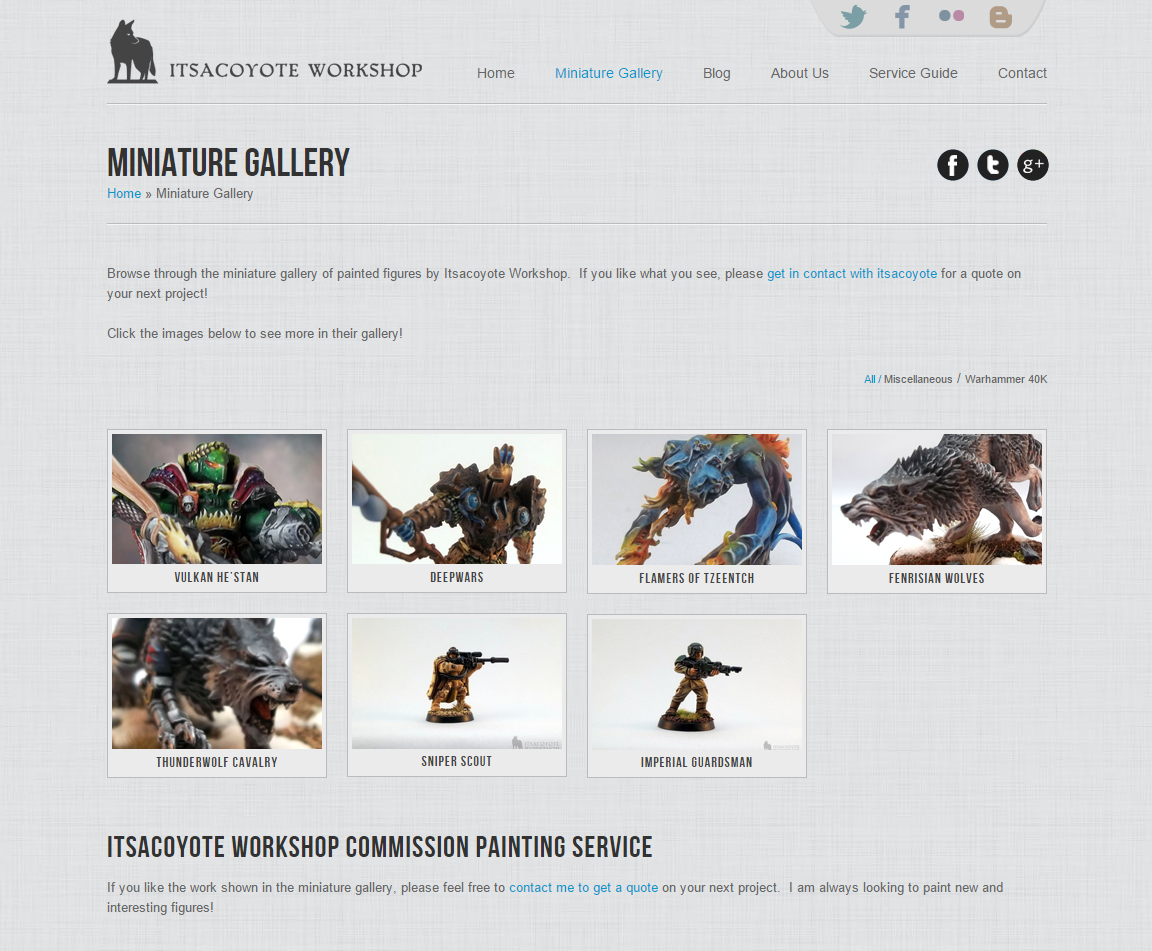 ITSACOYOTE WORKSHOP
Home Miniature Gallery Blog About Us Service Guide Contact
MINIATURE GALLERY
Home » Miniature Gallery
g+
Browse through the miniature gallery of painted figures by Itsacoyote Workshop.  If you like what you see, please get in contact with itsacoyote for a quote on
your next project!
Click the images below to see more in their gallery!
All / Miscellaneous / Warhammer 40K
VULKAN HE'STAN
DEEPWARS
FLAMERS OF TZEENTCH
FENRISIAN WOLVES
THUNDERWOLF CAVALRY
SNIPER SCOUT
IMPERIAL GUARDSMAN
ITSACOYOTE WORKSHOP COMMISSION PAINTING SERVICE
If you like the work shown in the miniature gallery, please feel free to contact me to get a quote on your next project.  I am always looking to paint new and
interesting figures!